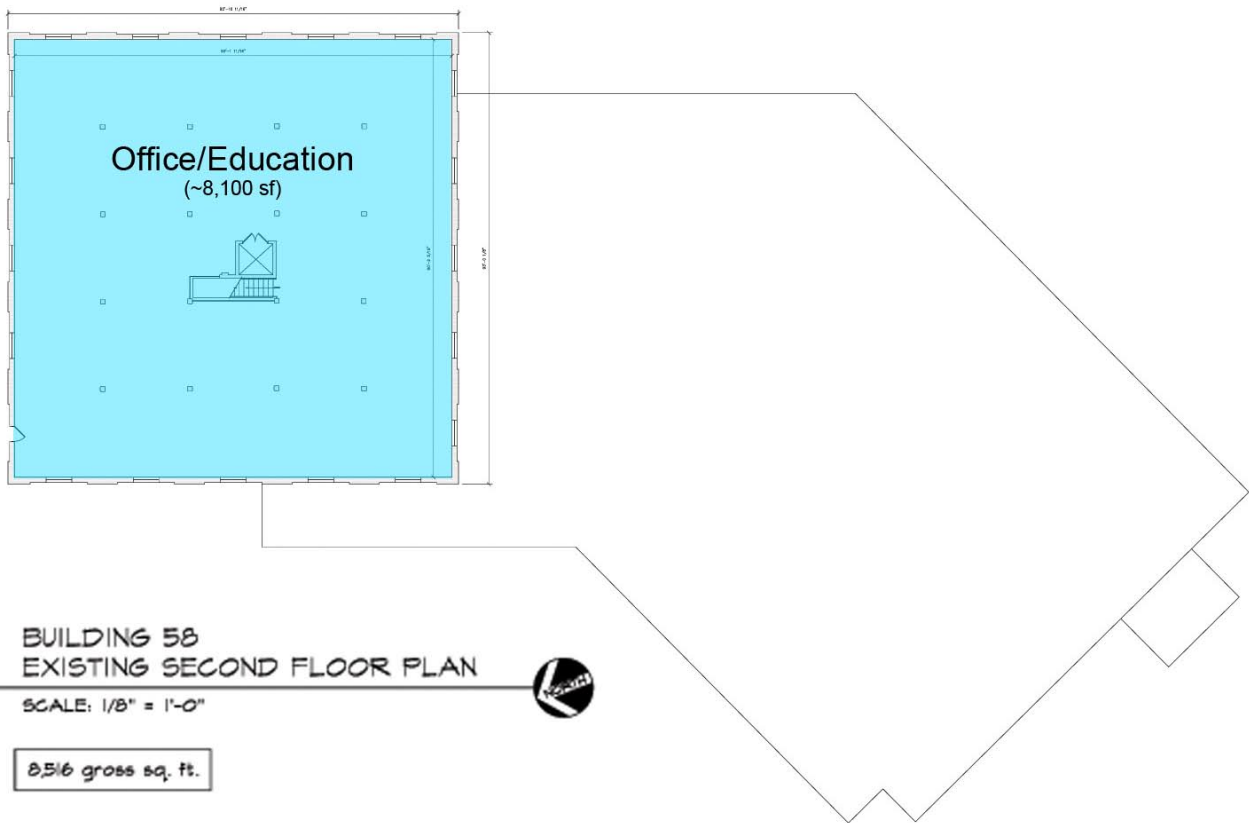 Office/Education
(~8,100 sf)
BUILDING 58
EXISTING SECOND FLOOR PLAN
NORTH
SCALE: 1/8" = 1'-0"
8,516 gross sq. ft.